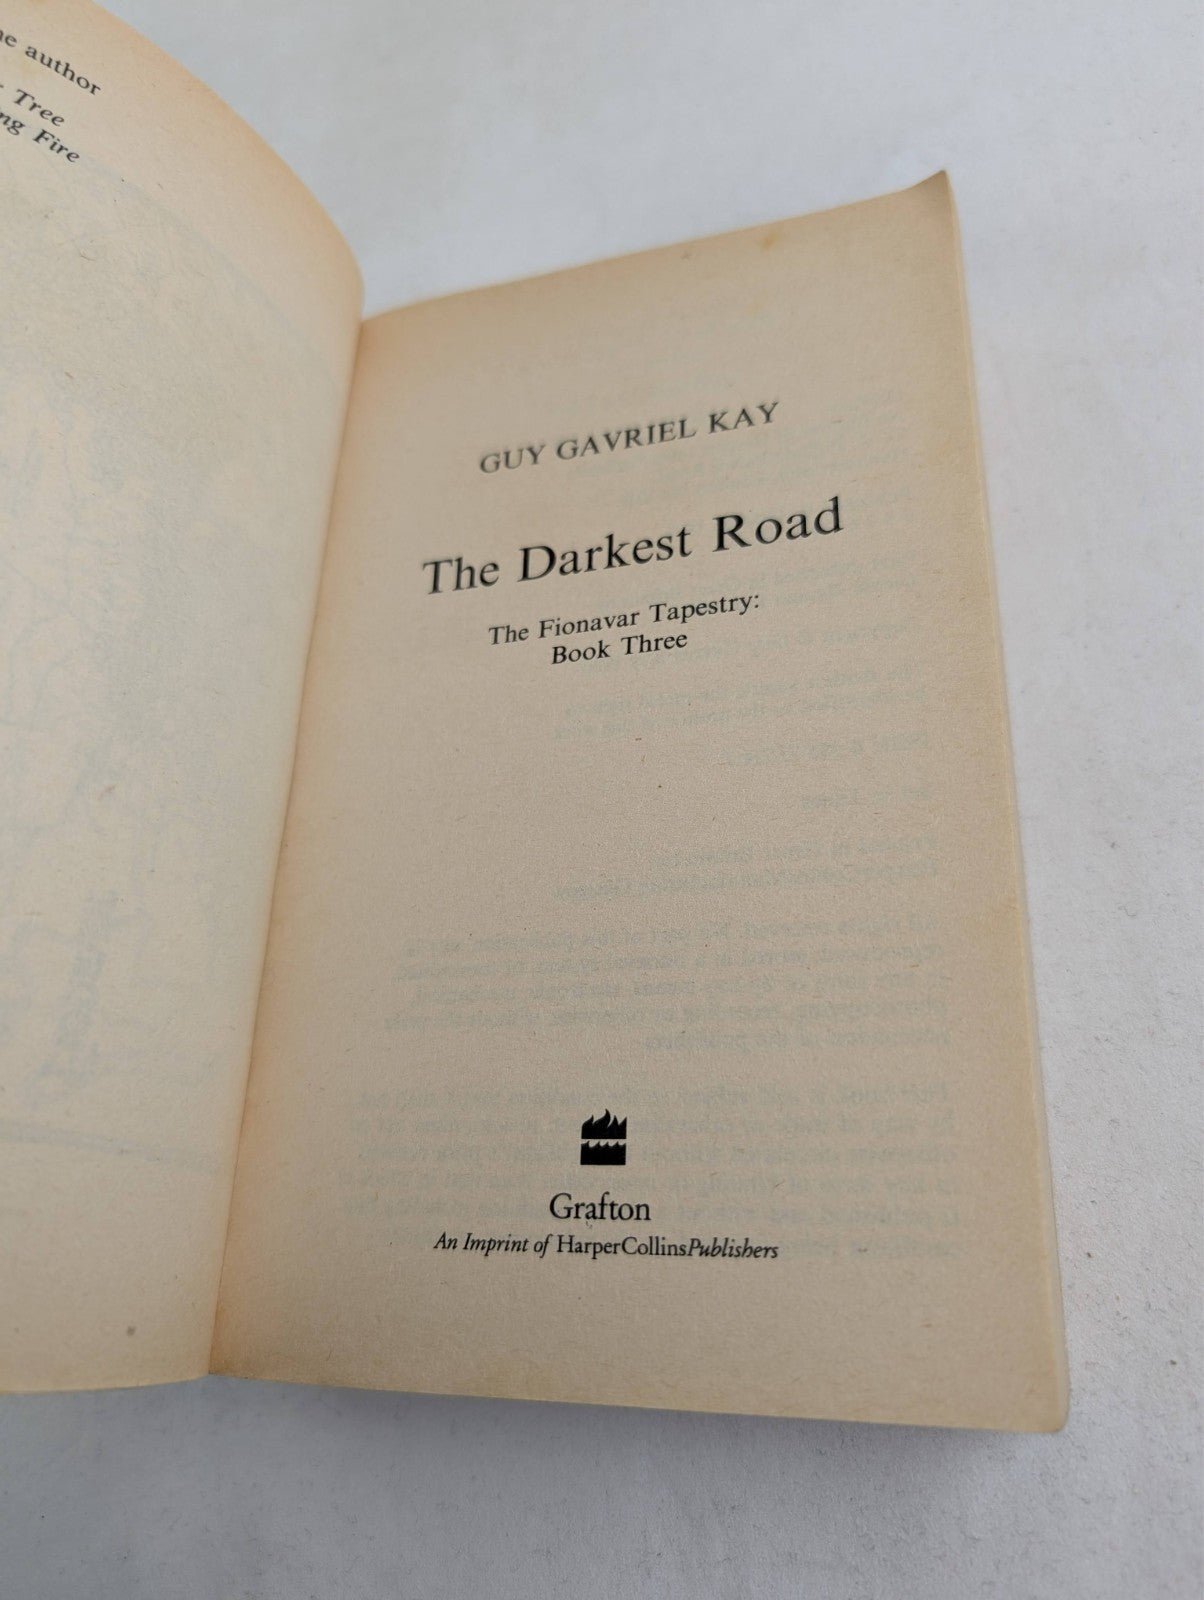 author
Tree
Fire
GUY GAVRIEL KAY
The Darkest Road
The Fionavar Tapestry:
Book Three
Grafton
An Imprint of HarperCollinsPublishers